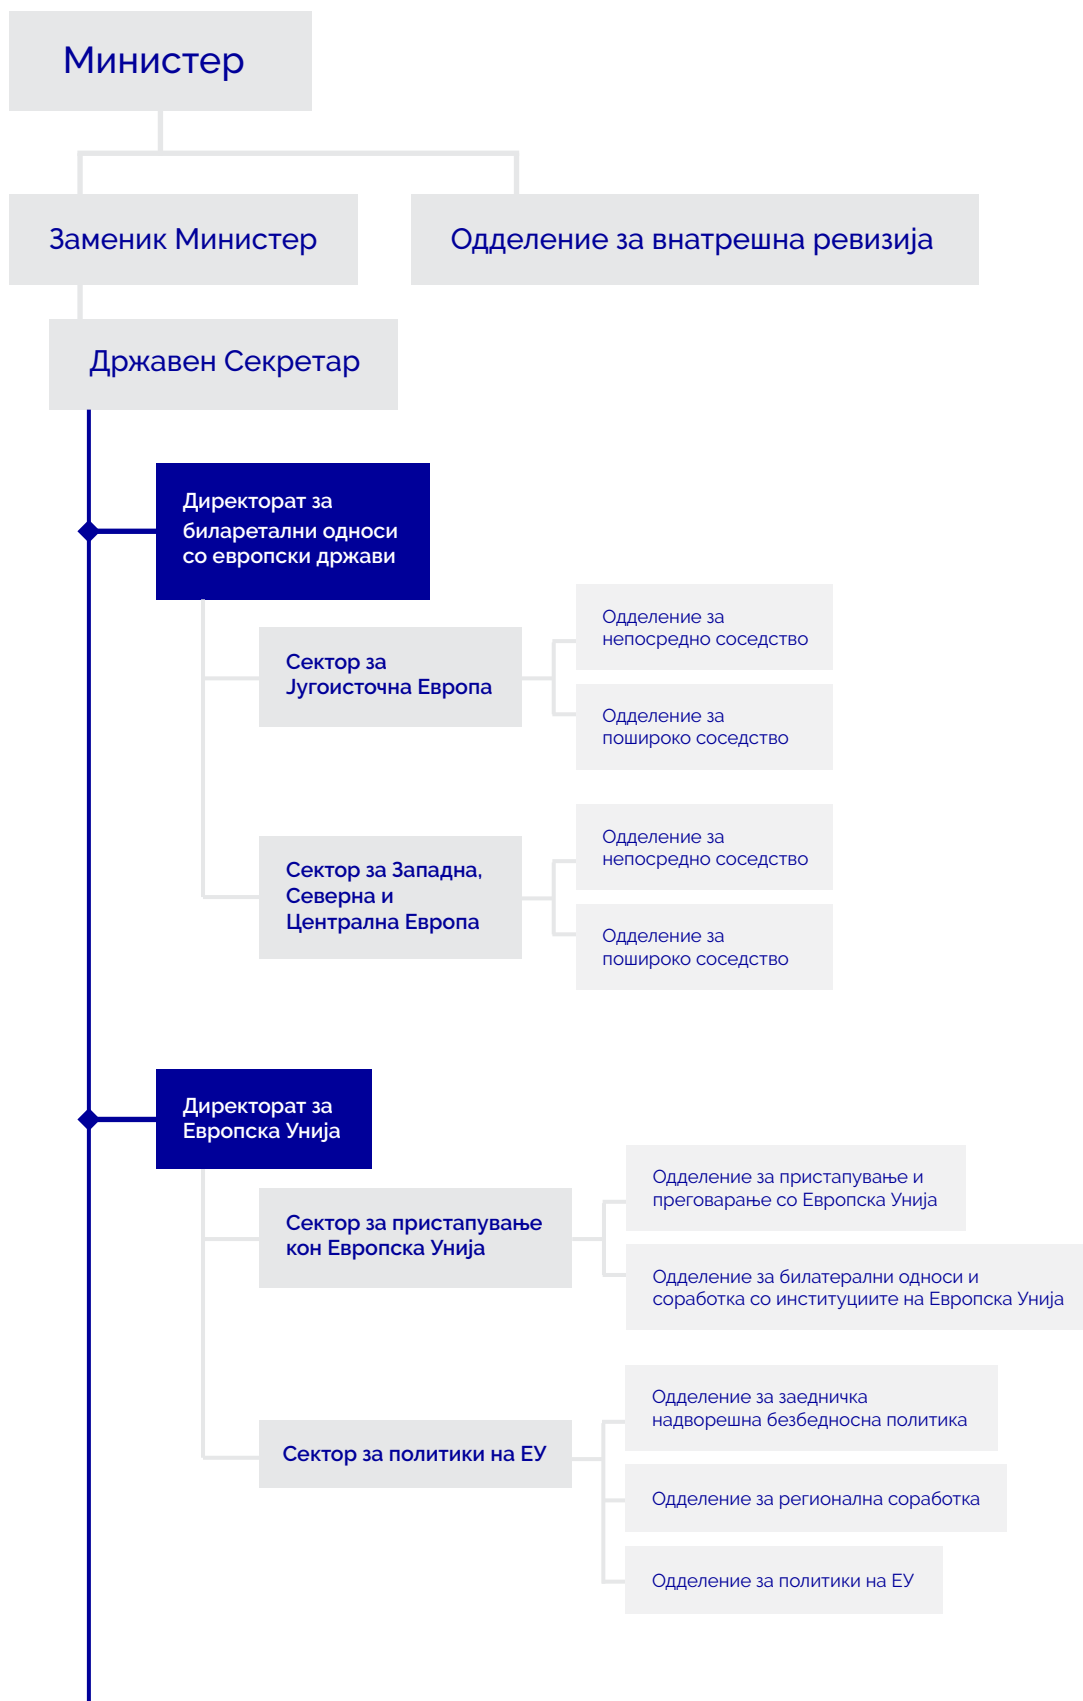 Министер
Заменик Министер
Одделение за внатрешна ревизија
Државен Секретар
Директорат за
биларетални односи
со европски држави
Сектор за
Југоисточна Европа
Одделение за
непосредно соседство
Одделение за
пошироко соседство
Сектор за Западна,
Северна и
Централна Европа
Одделение за
непосредно соседство
Одделение за
пошироко соседство
Директорат за
Европска Унија
Сектор за пристапување
кон Европска Унија
Одделение за пристапување и
преговарање со Европска Унија
Одделение за билатерални односи и
соработка со институциите на Европска Унија
Сектор за политики на ЕУ
Одделение за заедничка
надворешна безбедносна политика
Одделение за регионална соработка
Одделение за политики на ЕУ